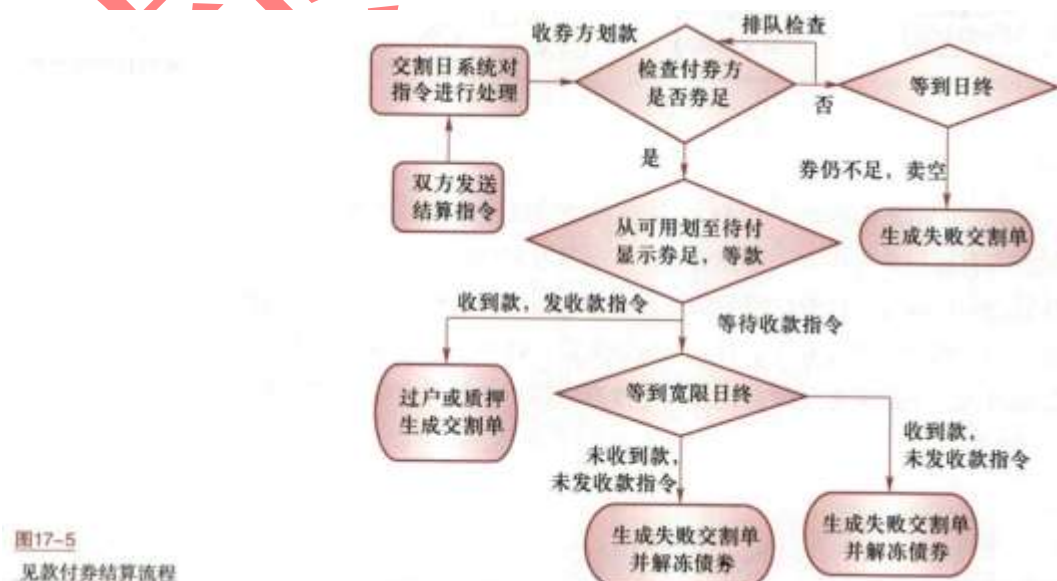 收券方划款
排队检查
交割日系统对
指令进行处理
检查付券方
是否券足
等到日终
否
是
双方发送
结算指令
券仍不足，卖空
从可用划至待付
显示券足，等款
生成失败交割单
收到款，发收款指令
等待收款指令
过户或质押
生成交割单
等到宽限日终
收到款，
未发收款指令
未收到款，
未发收款指令
生成失败交割单
并解冻债券
生成失败交割单
并解冻债券
图17-5
见款付券结算流程